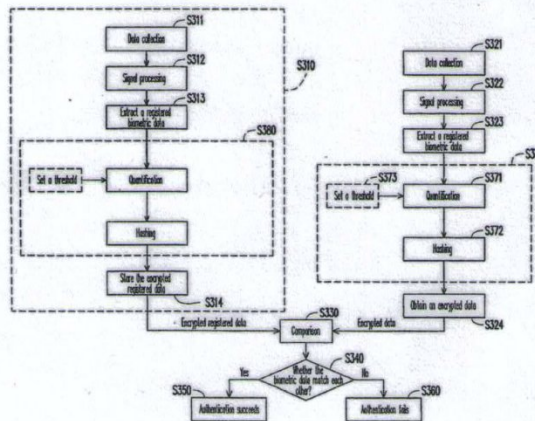 S311
Data collection
S312
Signal processing
S310
S313
Extract a registered
biometric data
S380
Set a threshold
Quantification
Hashing
Store the encrypted
registered data
S314
S321
Data collection
S322
Signal processing
S323
Extract a registered
biometric data
S373
S371
Set a threshold
Quantification
S372
Hashing
Obtain an encrypted data
S324
Encrypted registered data
S330
Comparison
Encrypted data
S340
Whether the
biometric data match each
other?
Yes
No
S350
Authentication succeeds
S360
Authentication fails